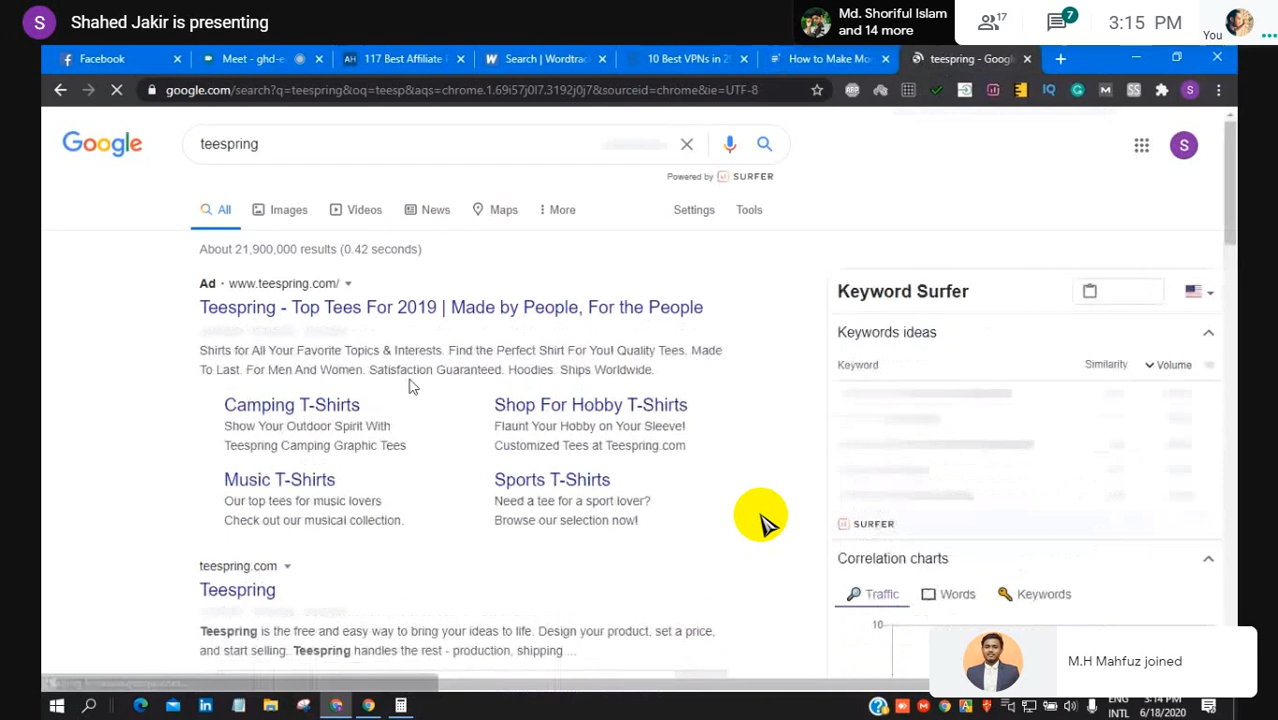 S Shahed Jakir is presenting
Md. Shoriful Islam
and 14 more
17
7
3:15 PM
You
Facebook
Meet - ghd-e
117 Best Affiliate
Search | Wordtrac
10 Best VPNs in 2
How to Make Mo
teespring - Goog
google.com/search?q=teespring&oq=teesp&aqs=chrome.1.69i57j0l7.3192j0j7&sourceid=chrome&ie=UTF-8
Google
teespring
S
Powered by SURFER
All
Images
Videos
News
Maps
More
Settings
Tools
About 21,900,000 results (0.42 seconds)
Ad · www.teespring.com/
Teespring - Top Tees For 2019 | Made by People, For the People
Shirts for All Your Favorite Topics & Interests. Find the Perfect Shirt For You! Quality Tees. Made
To Last. For Men And Women. Satisfaction Guaranteed. Hoodies. Ships Worldwide.
Camping T-Shirts
Show Your Outdoor Spirit With
Teespring Camping Graphic Tees
Shop For Hobby T-Shirts
Flaunt Your Hobby on Your Sleeve!
Customized Tees at Teespring.com
Music T-Shirts
Our top tees for music lovers
Check out our musical collection.
Sports T-Shirts
Need a tee for a sport lover?
Browse our selection now!
teespring.com
Teespring
Teespring is the free and easy way to bring your ideas to life. Design your product, set a price,
and start selling. Teespring handles the rest - production, shipping ...
Keyword Surfer
Keywords ideas
Keyword
Similarity
Volume
SURFER
Correlation charts
Traffic
Words
Keywords
10
M.H Mahfuz joined
ENG
INTL
3:14 PM
6/18/2020